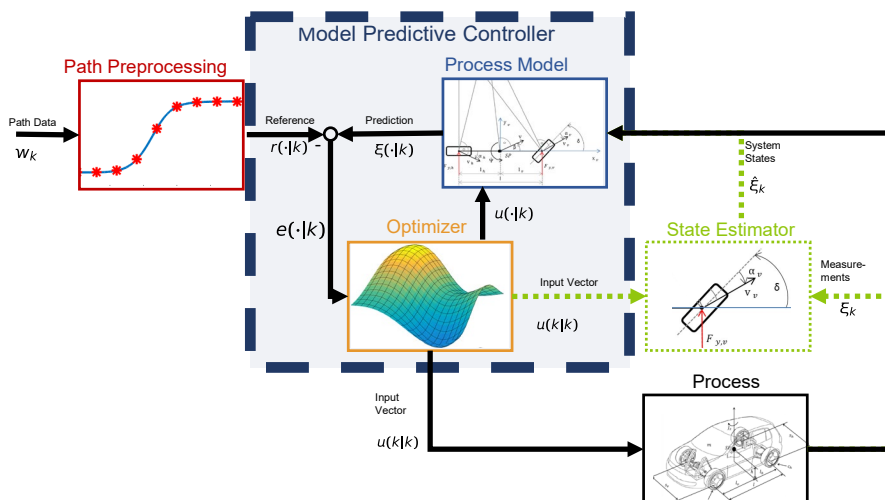 Model Predictive Controller
Path Preprocessing
Process Model
Path Data
w_k
Reference
r(·|k) -
Prediction
ξ(·|k)
System
States
ξ̂_k
u(·|k)
e(·|k)
Optimizer
State Estimator
Input Vector
u(k|k)
α_v
v_v
δ
F_y,v
Measure-
ments
ξ_k
Input
Vector
u(k|k)
Process